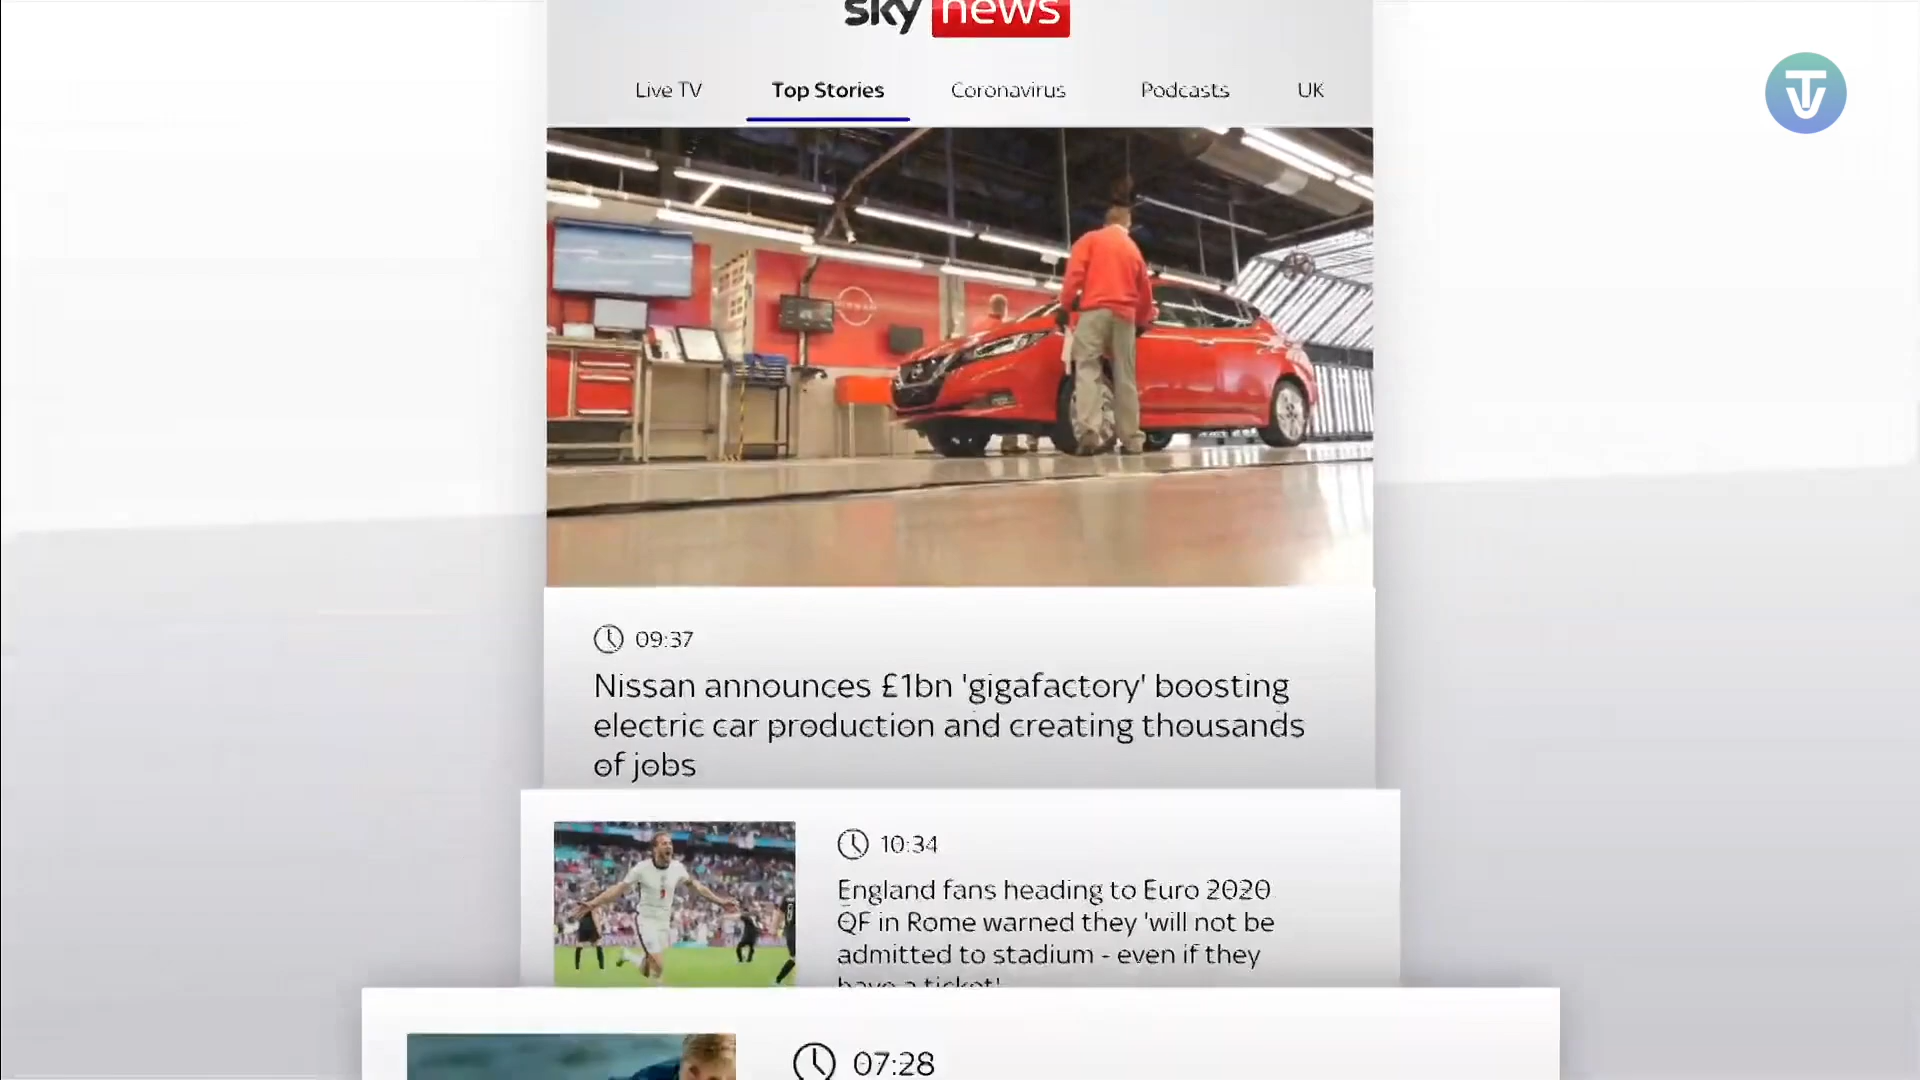 sky news
Live TV Top Stories Coronavirus Podcasts UK
09:37
Nissan announces £1bn 'gigafactory' boosting
electric car production and creating thousands
of jobs
10:34
England fans heading to Euro 2020
QF in Rome warned they 'will not be
admitted to stadium - even if they
have a ticket'
07:28